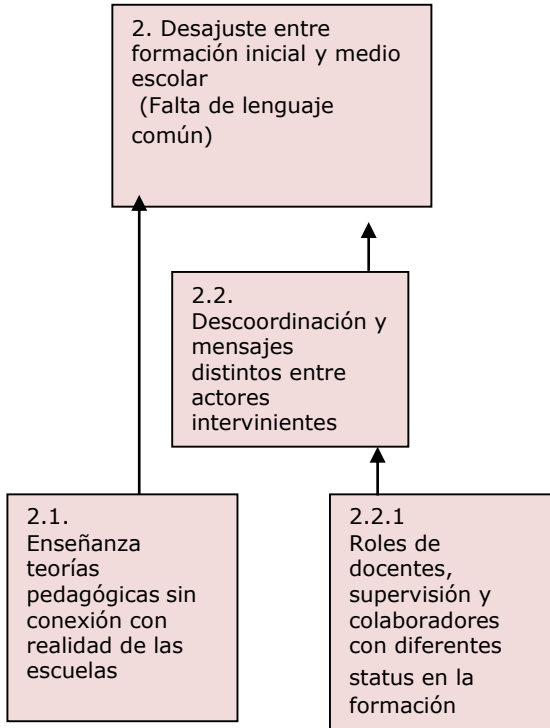 2. Desajuste entre
formación inicial y medio
escolar
(Falta de lenguaje
común)
2.2.
Descoordinación y
mensajes
distintos entre
actores
intervinientes
2.1.
Enseñanza
teorías
pedagógicas sin
conexión con
realidad de las
escuelas
2.2.1
Roles de
docentes,
supervisión y
colaboradores
con diferentes
status en la
formación